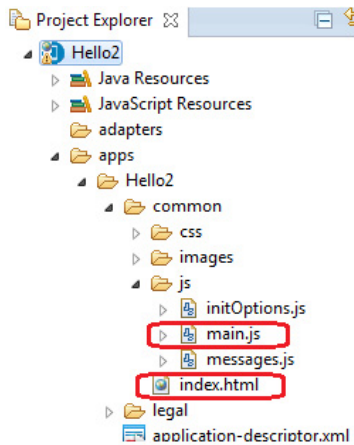 Project Explorer
Hello2
Java Resources
JavaScript Resources
adapters
apps
Hello2
common
css
images
js
initOptions.js
main.js
messages.js
index.html
legal
application-descriptor.xml